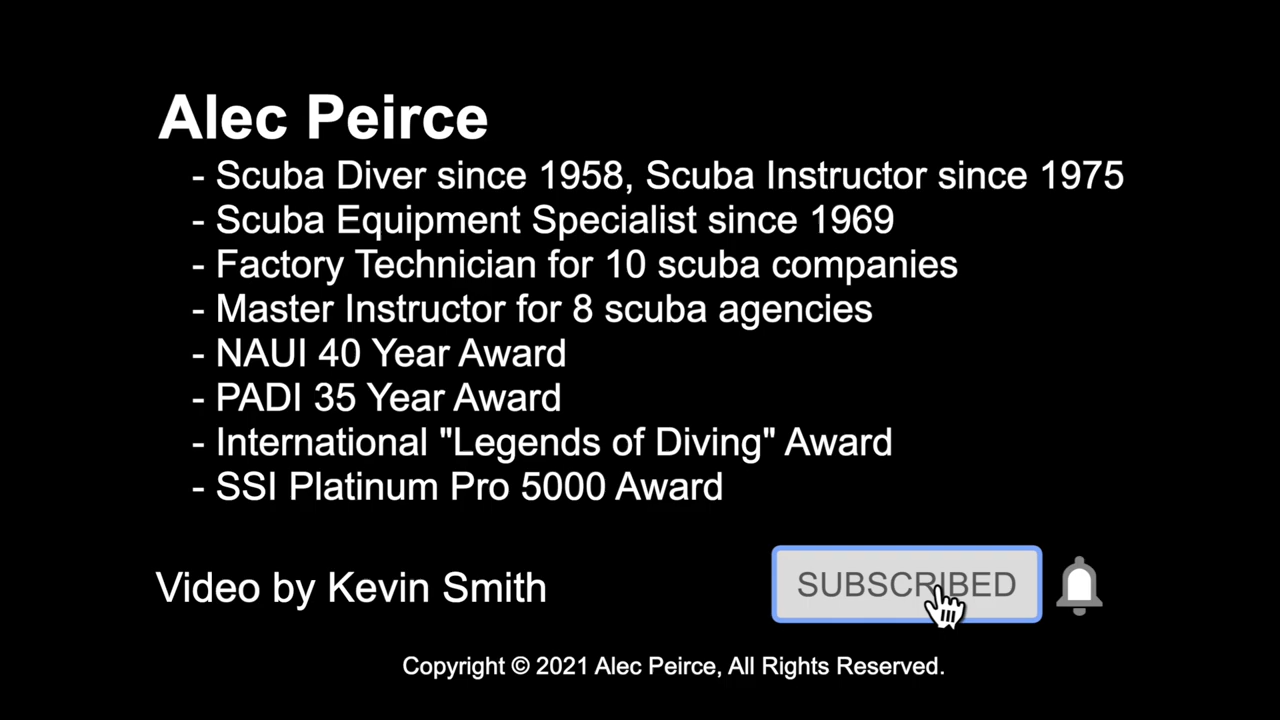 Alec Peirce
- Scuba Diver since 1958, Scuba Instructor since 1975
- Scuba Equipment Specialist since 1969
- Factory Technician for 10 scuba companies
- Master Instructor for 8 scuba agencies
- NAUI 40 Year Award
- PADI 35 Year Award
- International "Legends of Diving" Award
- SSI Platinum Pro 5000 Award
Video by Kevin Smith
SUBSCRIBED
Copyright © 2021 Alec Peirce, All Rights Reserved.